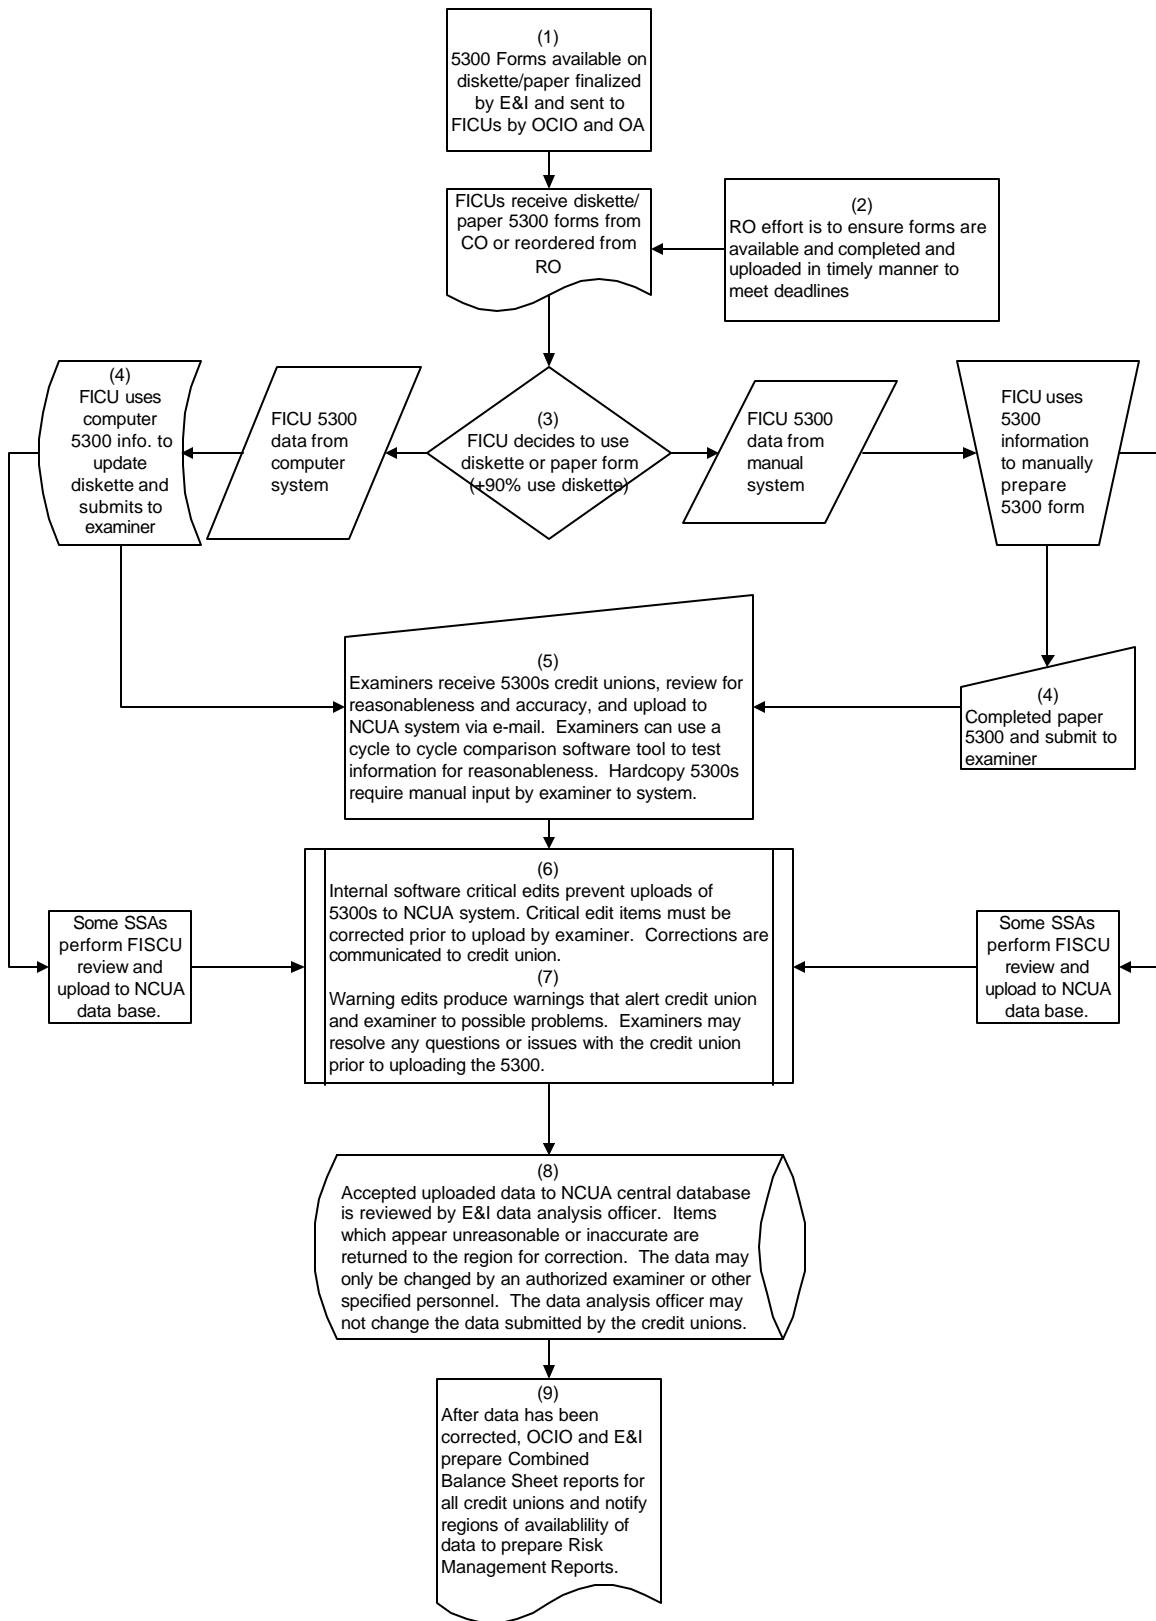 (1)
5300 Forms available on
diskette/paper finalized
by E&I and sent to
FICUs by OCIO and OA
FICUs receive diskette/
paper 5300 forms from
CO or reordered from
RO
(2)
RO effort is to ensure forms are
available and completed and
uploaded in timely manner to
meet deadlines
(4)
FICU uses
computer
5300 info. to
update
diskette and
submits to
examiner
FICU 5300
data from
computer
system
(3)
FICU decides to use
diskette or paper form
(+90% use diskette)
FICU 5300
data from
manual
system
FICU uses
5300
information
to manually
prepare
5300 form
(5)
Examiners receive 5300s credit unions, review for
reasonableness and accuracy, and upload to
NCUA system via e-mail. Examiners can use a
cycle to cycle comparison software tool to test
information for reasonableness. Hardcopy 5300s
require manual input by examiner to system.
(4)
Completed paper
5300 and submit to
examiner
Some SSAs
perform FISCU
review and
upload to NCUA
data base.
(6)
Internal software critical edits prevent uploads of
5300s to NCUA system. Critical edit items must be
corrected prior to upload by examiner. Corrections are
communicated to credit union.
(7)
Warning edits produce warnings that alert credit union
and examiner to possible problems. Examiners may
resolve any questions or issues with the credit union
prior to uploading the 5300.
Some SSAs
perform FISCU
review and
upload to NCUA
data base.
(8)
Accepted uploaded data to NCUA central database
is reviewed by E&I data analysis officer. Items
which appear unreasonable or inaccurate are
returned to the region for correction. The data may
only be changed by an authorized examiner or other
specified personnel. The data analysis officer may
not change the data submitted by the credit unions.
(9)
After data has been
corrected, OCIO and E&I
prepare Combined
Balance Sheet reports for
all credit unions and notify
regions of availablility of
data to prepare Risk
Management Reports.